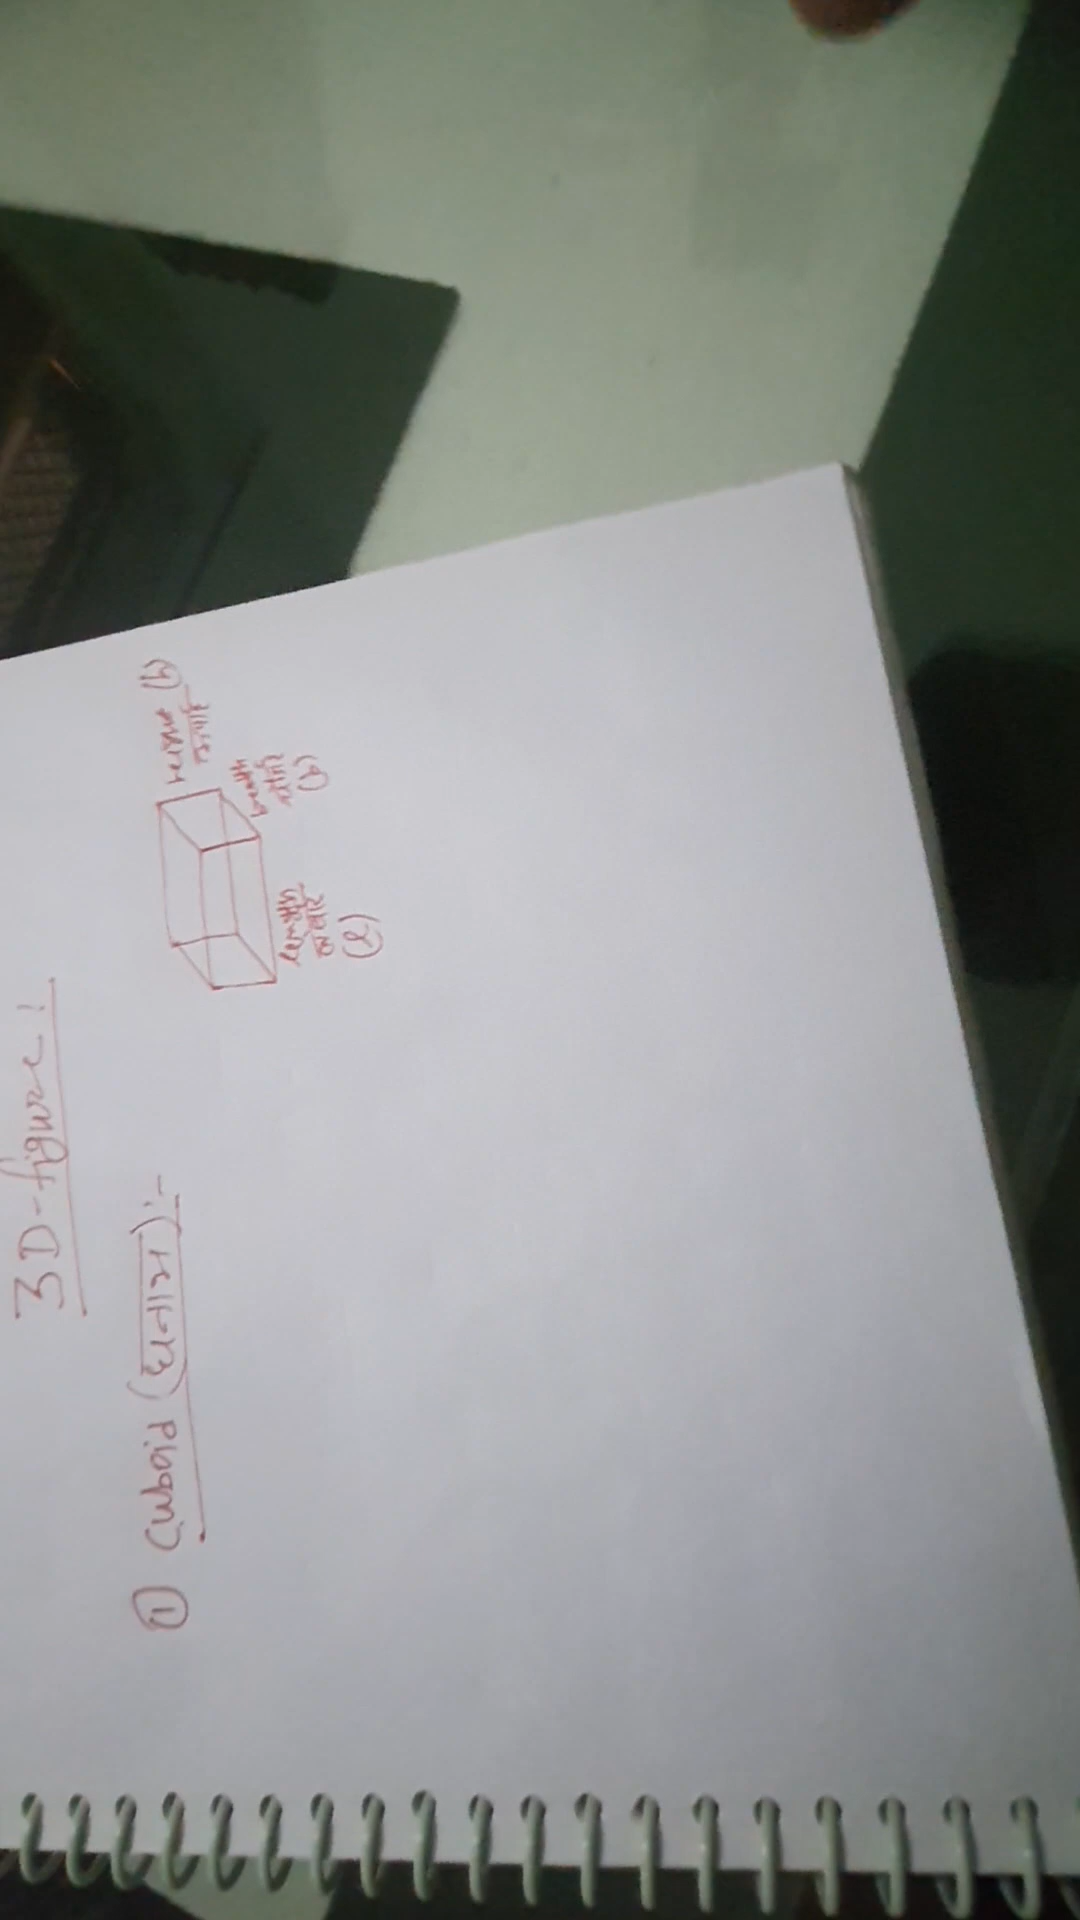 3D-figure:
① Cuboid (घनाभ):-
height (h)
ऊंचाई
breadth
चौड़ाई
(b)
length
लम्बाई
(l)